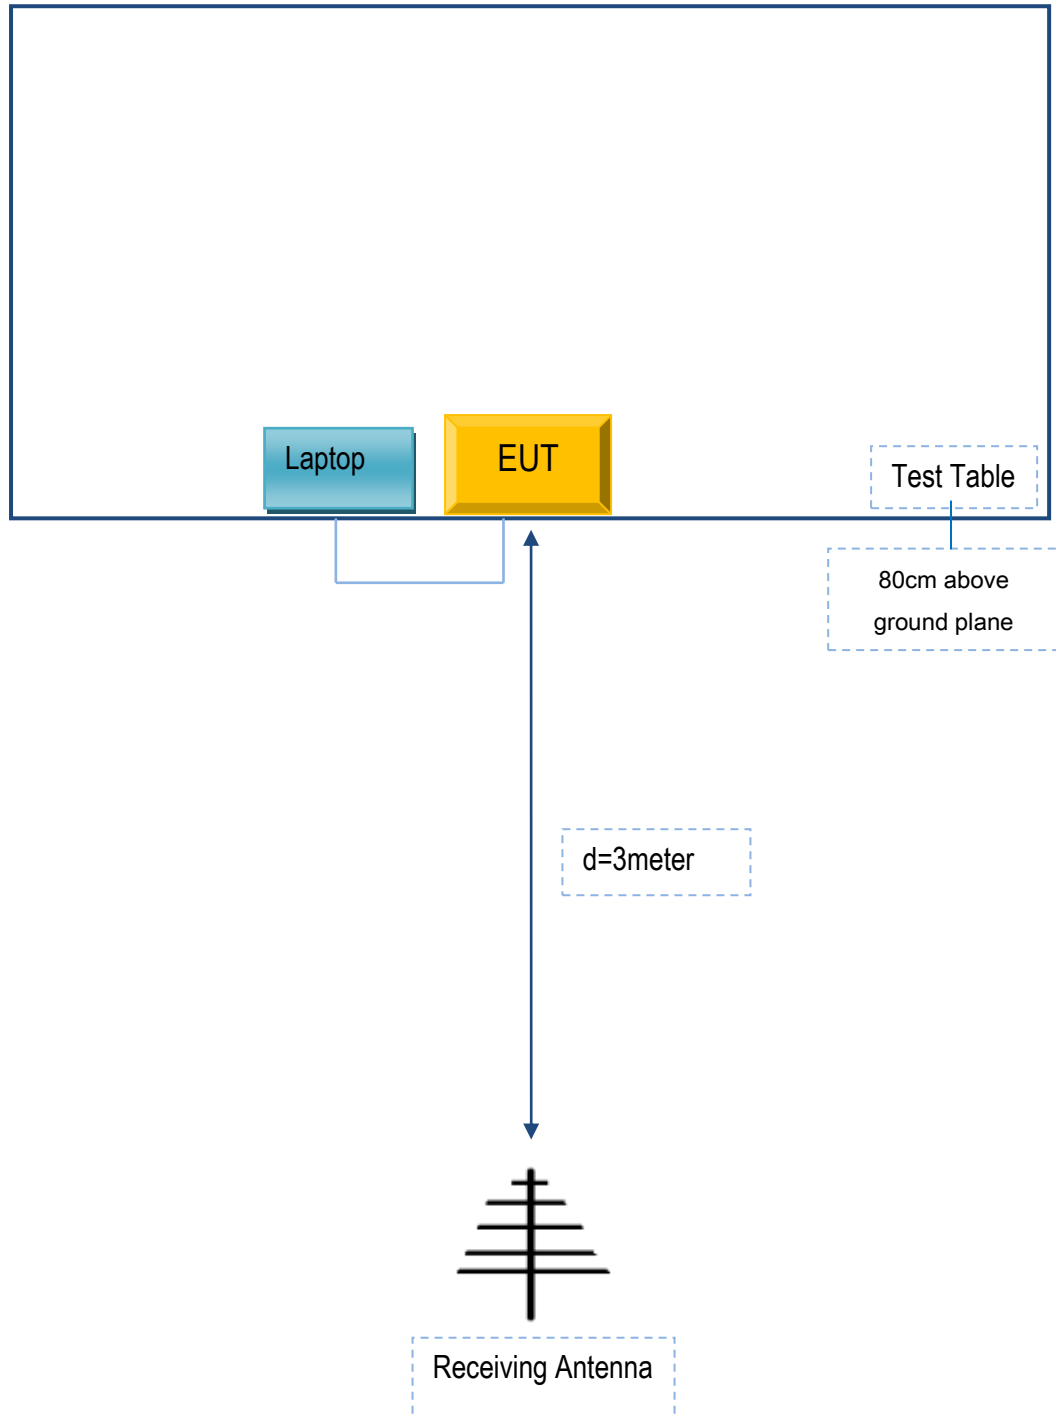 Laptop
EUT
Test Table
80cm above
ground plane
d=3meter
Receiving Antenna